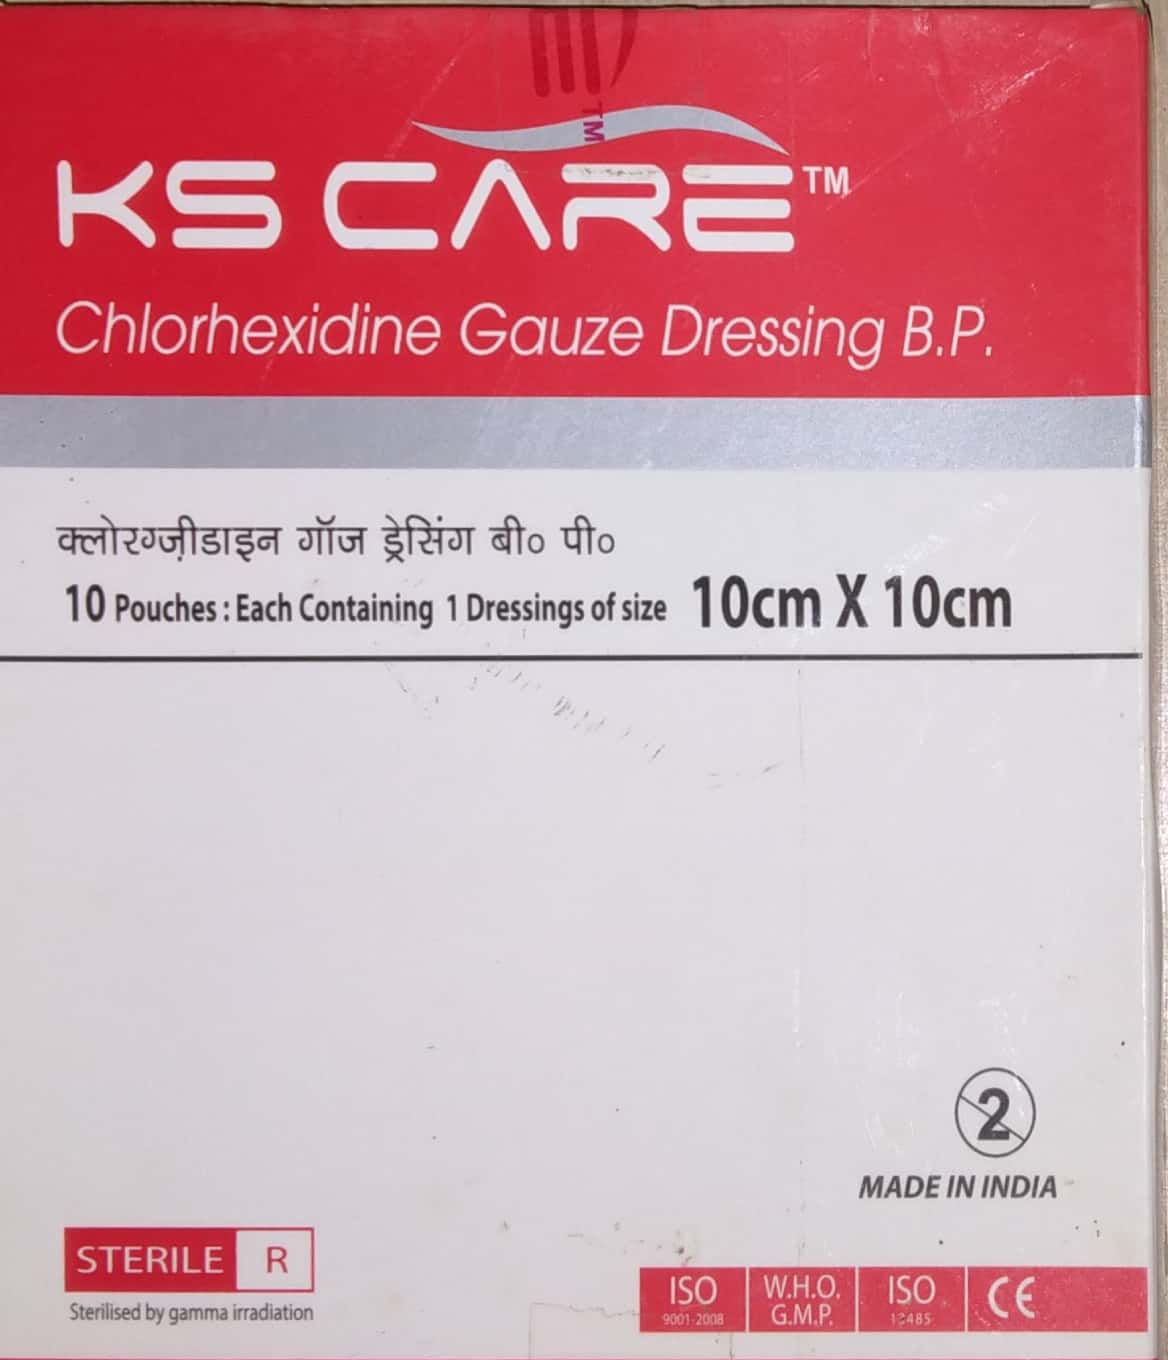 TM
KS CARE™
Chlorhexidine Gauze Dressing B.P.
क्लोरग्ज़ीडाइन गॉज ड्रेसिंग बी० पी०
10 Pouches : Each Containing 1 Dressings of size 10cm X 10cm
2
MADE IN INDIA
STERILE R
Sterilised by gamma irradiation
ISO 9001-2008
W.H.O. G.M.P.
ISO 13485
CE